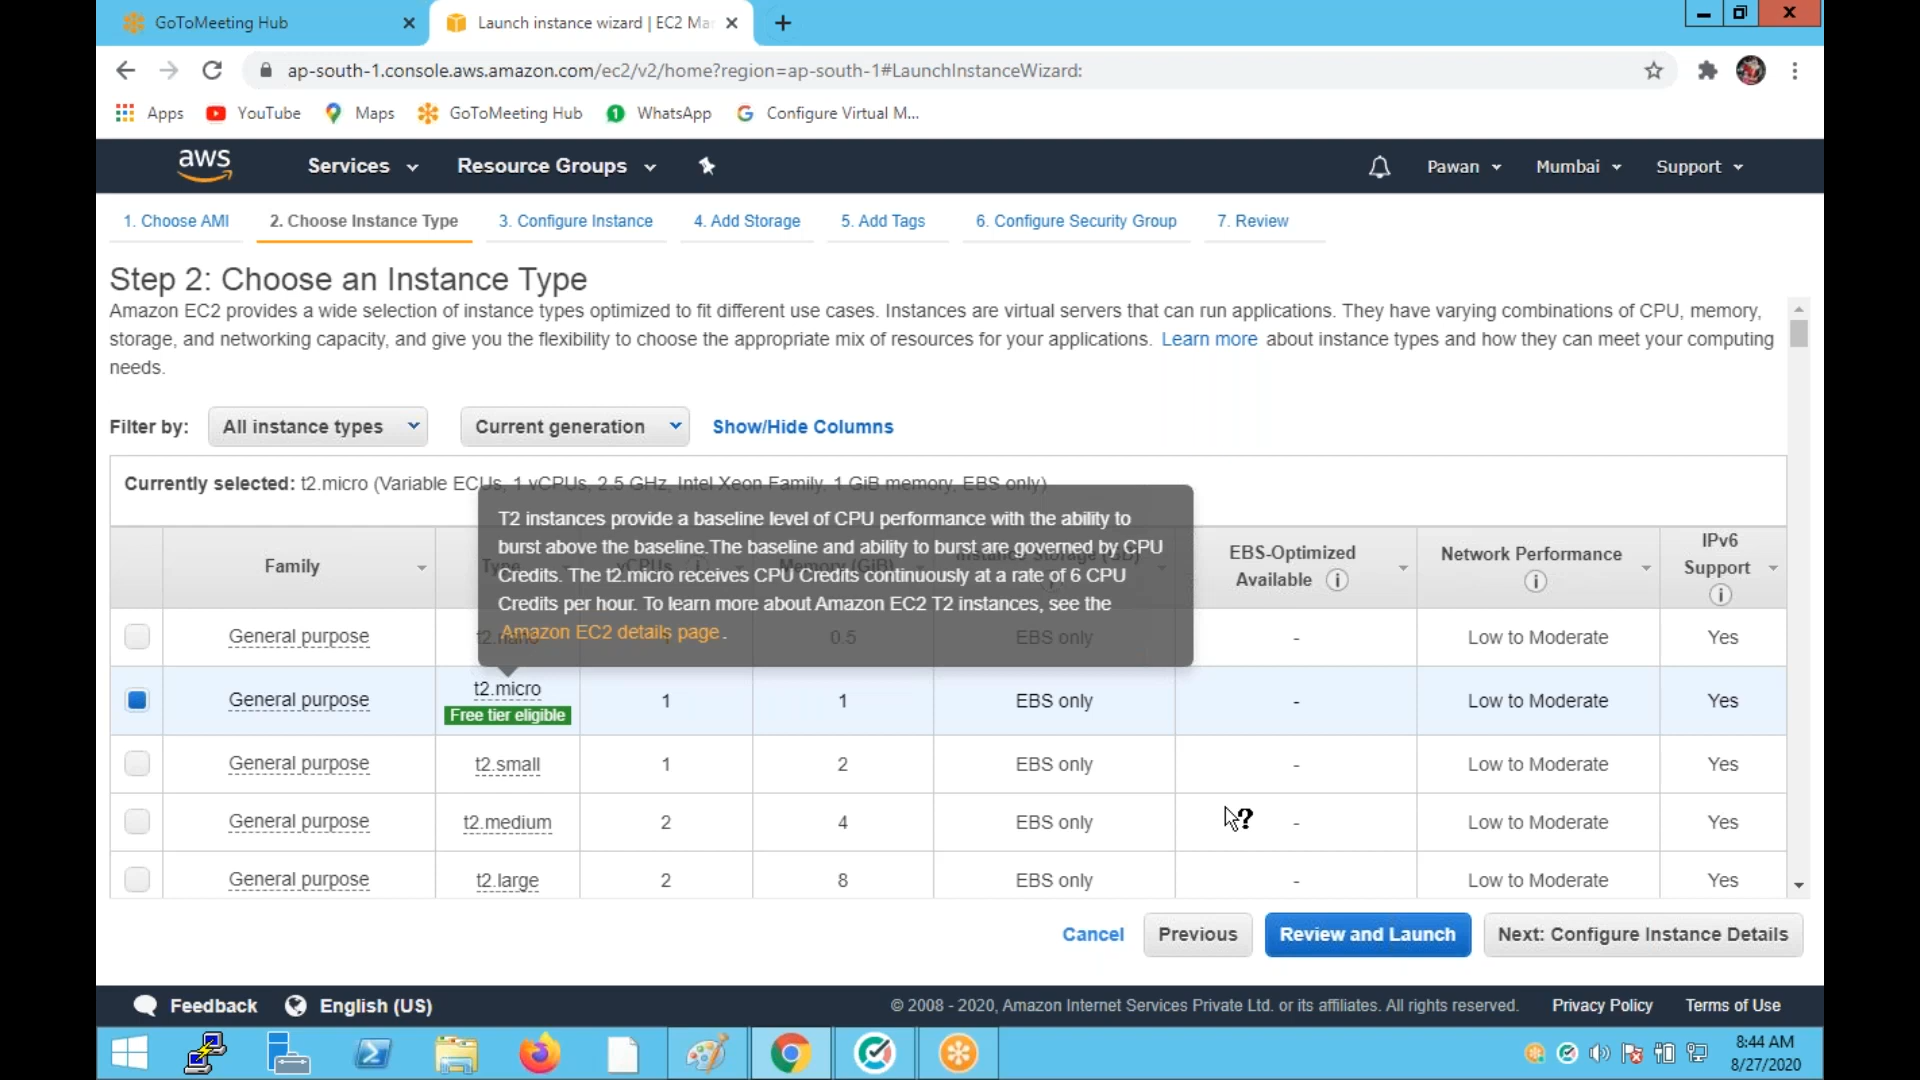 GoToMeeting Hub
Launch instance wizard | EC2 Ma
ap-south-1.console.aws.amazon.com/ec2/v2/home?region=ap-south-1#LaunchInstanceWizard:
Apps YouTube Maps GoToMeeting Hub 1 WhatsApp Configure Virtual M...
aws Services Resource Groups Pawan Mumbai Support
1. Choose AMI 2. Choose Instance Type 3. Configure Instance 4. Add Storage 5. Add Tags 6. Configure Security Group 7. Review
Step 2: Choose an Instance Type
Amazon EC2 provides a wide selection of instance types optimized to fit different use cases. Instances are virtual servers that can run applications. They have varying combinations of CPU, memory,
storage, and networking capacity, and give you the flexibility to choose the appropriate mix of resources for your applications. Learn more about instance types and how they can meet your computing
needs.
Filter by: All instance types Current generation Show/Hide Columns
Currently selected: t2.micro (Variable ECUs, 1 vCPUs, 2.5 GHz, Intel Xeon Family, 1 GiB memory, EBS only)
T2 instances provide a baseline level of CPU performance with the ability to
burst above the baseline.The baseline and ability to burst are governed by CPU
Credits. The t2.micro receives CPU Credits continuously at a rate of 6 CPU
Credits per hour. To learn more about Amazon EC2 T2 instances, see the
Amazon EC2 details page.
Family Type vCPUs Memory (GiB) Instance Storage (GB) EBS-Optimized Available Network Performance IPv6 Support
General purpose t2.nano 1 0.5 EBS only - Low to Moderate Yes
General purpose t2.micro 1 1 EBS only - Low to Moderate Yes
Free tier eligible
General purpose t2.small 1 2 EBS only - Low to Moderate Yes
General purpose t2.medium 2 4 EBS only - Low to Moderate Yes
General purpose t2.large 2 8 EBS only - Low to Moderate Yes
Cancel Previous Review and Launch Next: Configure Instance Details
Feedback English (US) © 2008 - 2020, Amazon Internet Services Private Ltd. or its affiliates. All rights reserved. Privacy Policy Terms of Use
8:44 AM
8/27/2020